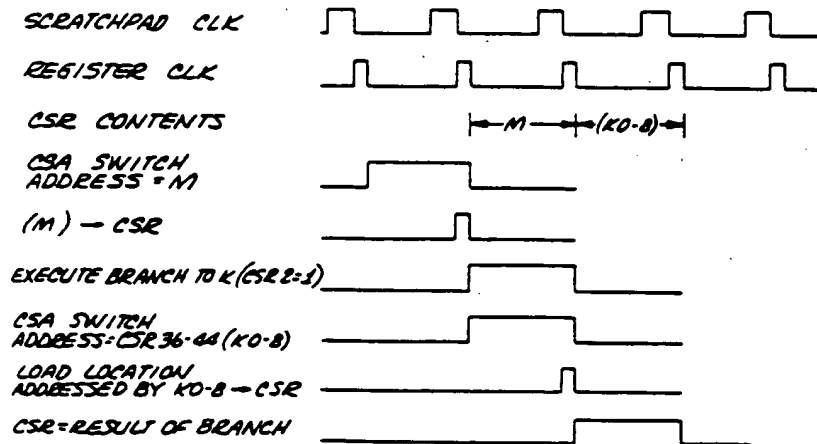 SCRATCHPAD CLK
REGISTER CLK
CSR CONTENTS
M
(KO-8)
CSA SWITCH
ADDRESS = M
(M) → CSR
EXECUTE BRANCH TO K (CSR 2=1)
CSA SWITCH
ADDRESS=CSR 36-44 (KO-8)
LOAD LOCATION
ADDRESSED BY KO-8 → CSR
CSR=RESULT OF BRANCH